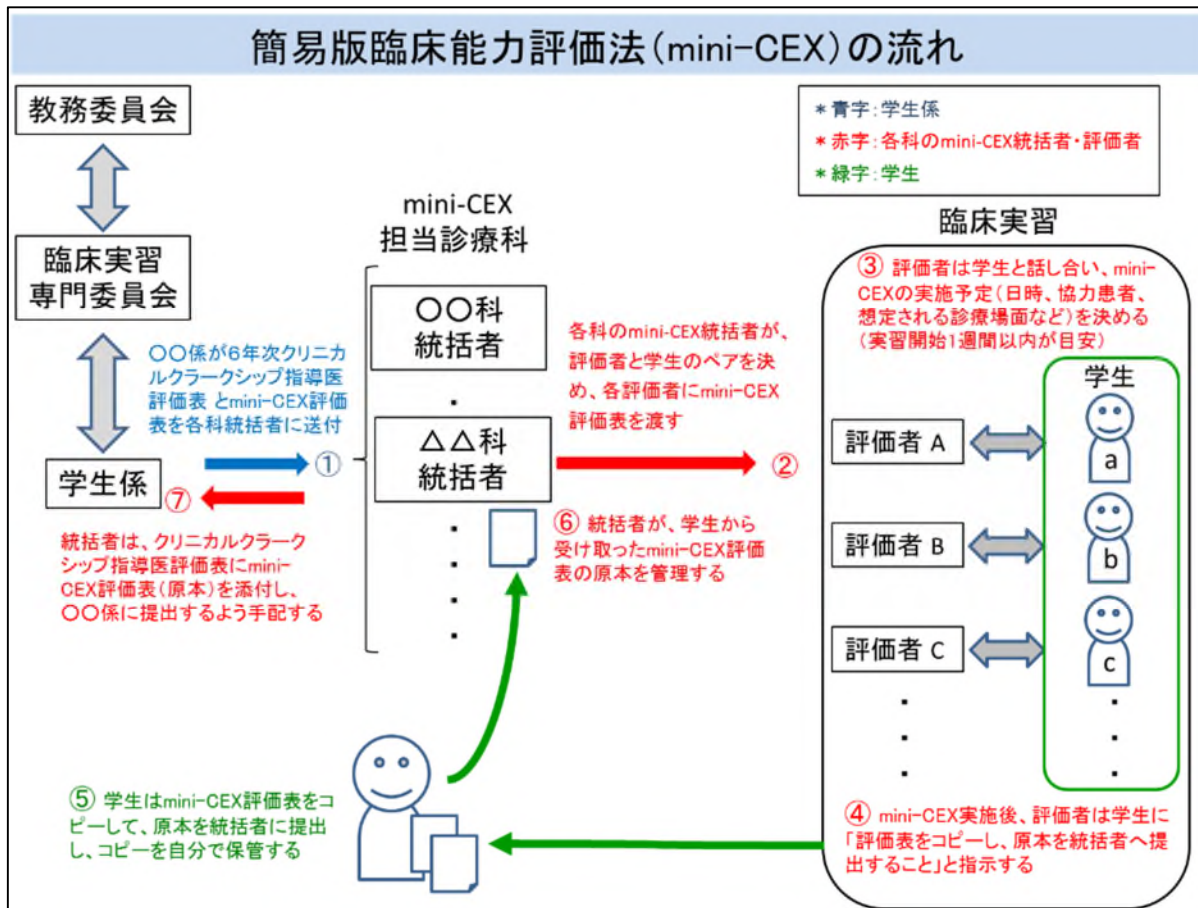 簡易版臨床能力評価法(mini-CEX)の流れ
教務委員会
臨床実習
専門委員会
学生係
＊青字:学生係
＊赤字:各科のmini-CEX統括者・評価者
＊緑字:学生
〇〇係が6年次クリニカ
ルクラークシップ指導医
評価表 とmini-CEX評価
表を各科統括者に送付
①
⑦
統括者は、クリニカルクラーク
シップ指導医評価表にmini-
CEX評価表(原本)を添付し、
〇〇係に提出するよう手配する
mini-CEX
担当診療科
〇〇科
統括者
・
△△科
統括者
・
・
・
・
各科のmini-CEX統括者が、
評価者と学生のペアを決
め、各評価者にmini-CEX
評価表を渡す
②
⑥ 統括者が、学生から
受け取ったmini-CEX評価
表の原本を管理する
臨床実習
③ 評価者は学生と話し合い、mini-
CEXの実施予定(日時、協力患者、
想定される診療場面など)を決める
(実習開始1週間以内が目安)
学生
評価者 A
a
評価者 B
b
評価者 C
c
・ ・
・ ・
・ ・
④ mini-CEX実施後、評価者は学生に
「評価表をコピーし、原本を統括者へ提
出すること」と指示する
⑤ 学生はmini-CEX評価表をコ
ピーして、原本を統括者に提出
し、コピーを自分で保管する